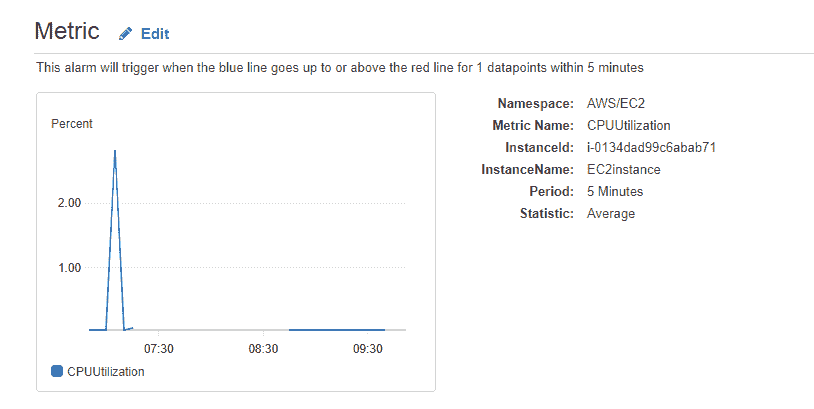 Metric Edit
This alarm will trigger when the blue line goes up to or above the red line for 1 datapoints within 5 minutes
Percent
2.00
1.00
07:30 08:30 09:30
CPUUtilization
Namespace: AWS/EC2
Metric Name: CPUUtilization
InstanceId: i-0134dad99c6abab71
InstanceName: EC2instance
Period: 5 Minutes
Statistic: Average